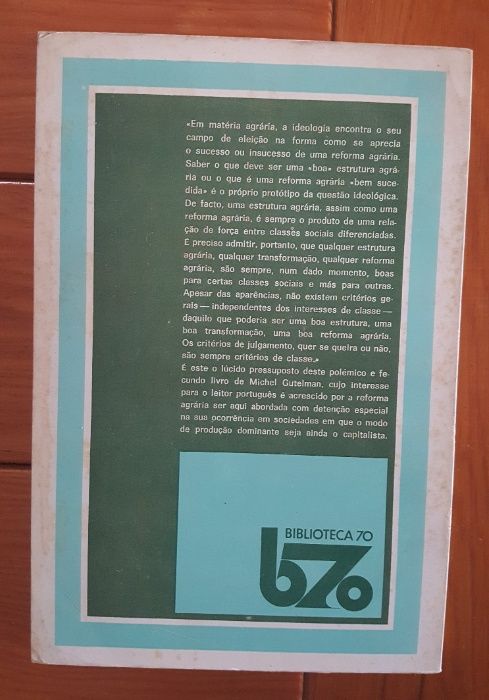 «Em matéria agrária, a ideologia encontra o seu
campo de eleição na forma como se aprecia
o sucesso ou insucesso de uma reforma agrária.
Saber o que deve ser uma «boa» estrutura agrá-
ria ou o que é uma reforma agrária «bem suce-
dida» é o próprio protótipo da questão ideológica.
De facto, uma estrutura agrária, assim como uma
reforma agrária, é sempre o produto de uma rela-
ção de força entre classes sociais diferenciadas.
É preciso admitir, portanto, que qualquer estrutura
agrária, qualquer transformação, qualquer reforma
agrária, são sempre, num dado momento, boas
para certas classes sociais e más para outras.
Apesar das aparências, não existem critérios ge-
rais — independentes dos interesses de classe —
daquilo que poderia ser uma boa estrutura, uma
boa transformação, uma boa reforma agrária.
Os critérios de julgamento, quer se queira ou não,
são sempre critérios de classe.»
É este o lúcido pressuposto deste polémico e fe-
cundo livro de Michel Gutelman, cujo interesse
para o leitor português é acrescido por a reforma
agrária ser aqui abordada com detenção especial
na sua ocorrência em sociedades em que o modo
de produção dominante seja ainda o capitalista.
BIBLIOTECA 70
b70